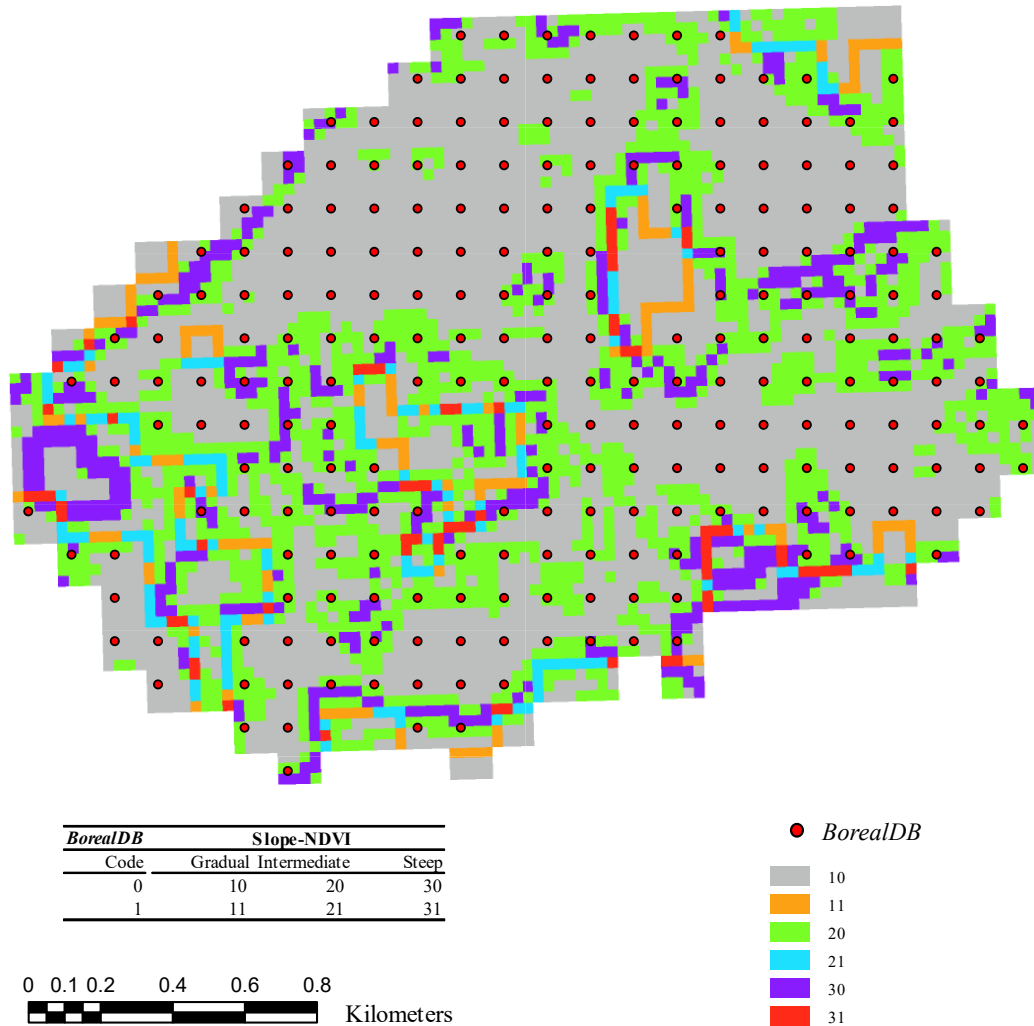 BorealDB Slope-NDVI
Code Gradual Intermediate Steep
0 10 20 30
1 11 21 31
0 0.1 0.2 0.4 0.6 0.8
Kilometers
BorealDB
10
11
20
21
30
31